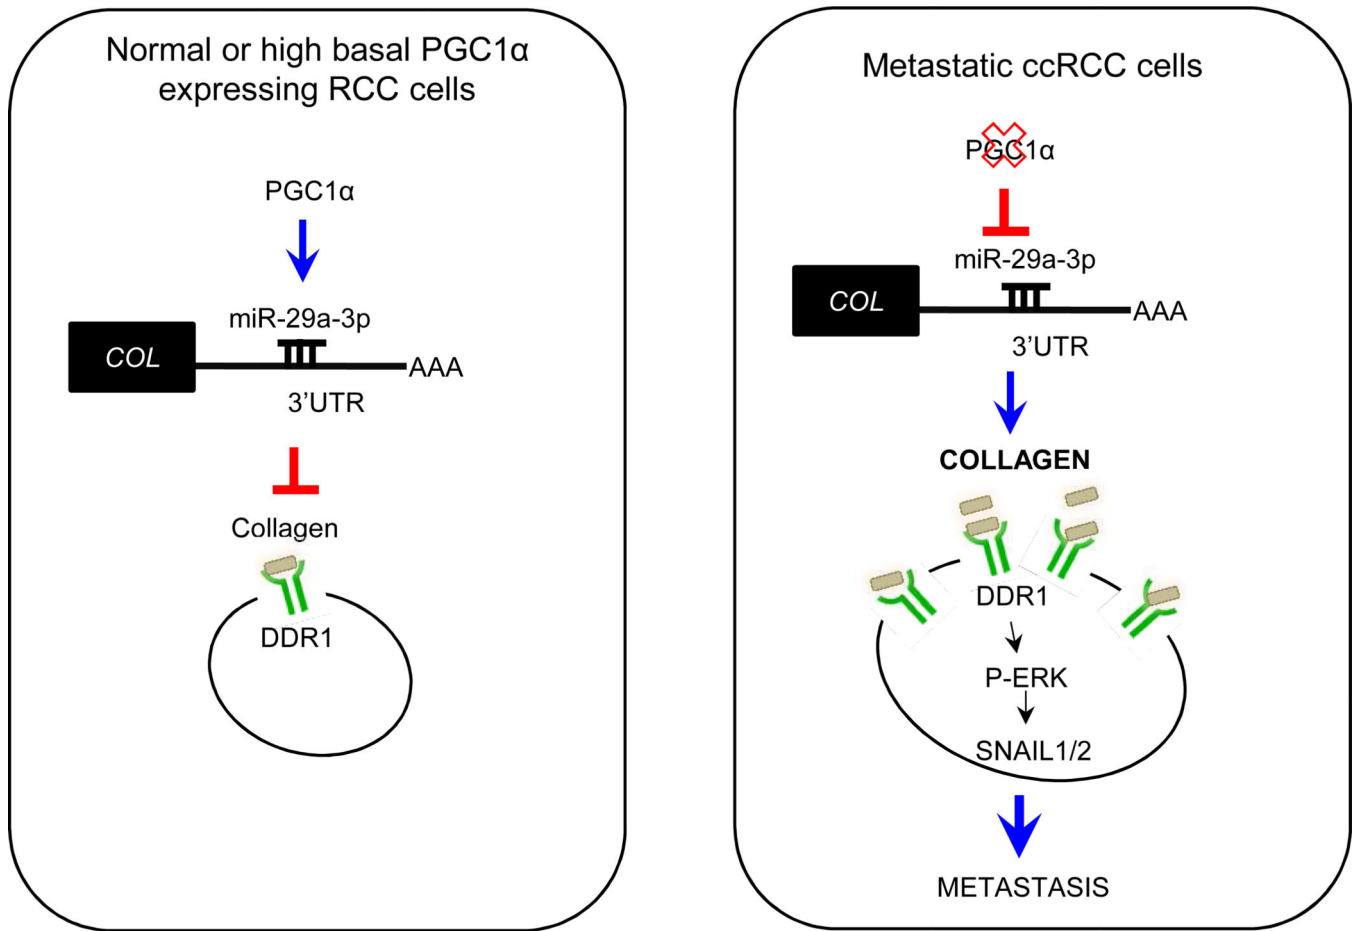 Normal or high basal PGC1α
expressing RCC cells
PGC1α
miR-29a-3p
COL
AAA
3’UTR
Collagen
DDR1
Metastatic ccRCC cells
PGC1α
miR-29a-3p
COL
AAA
3’UTR
COLLAGEN
DDR1
P-ERK
SNAIL1/2
METASTASIS